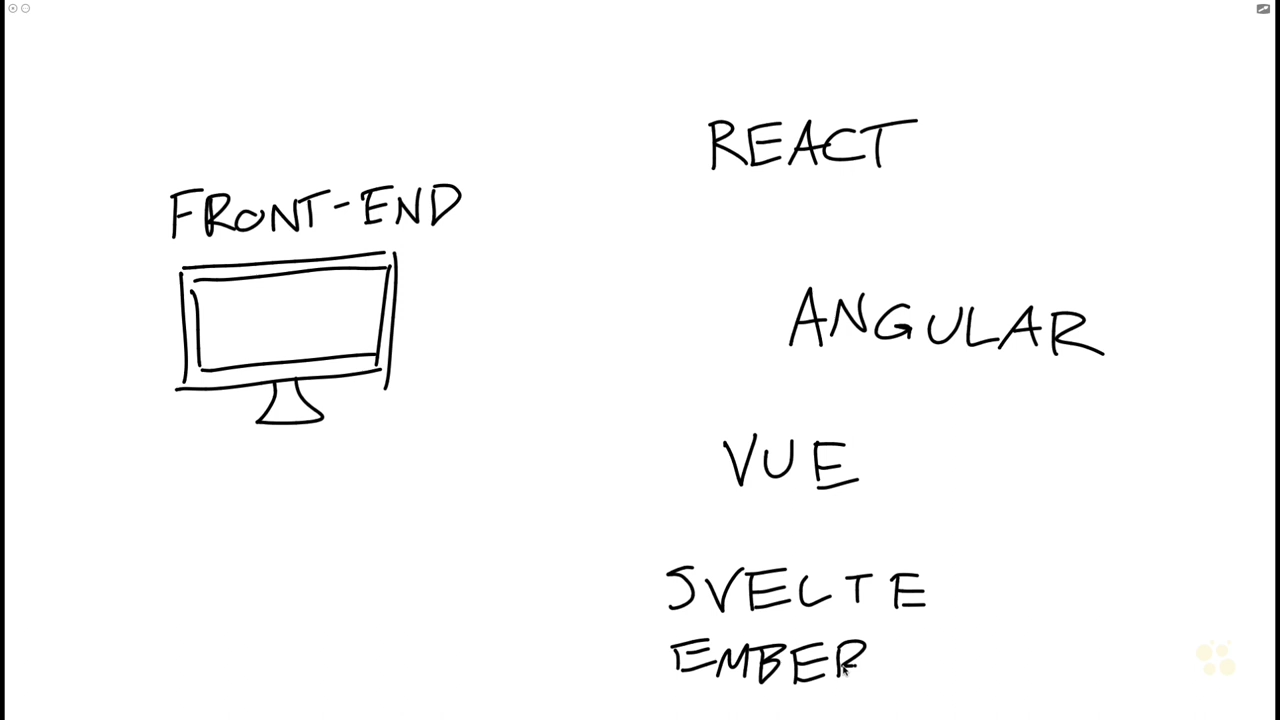 FRONT-END
REACT
ANGULAR
VUE
SVELTE
EMBER